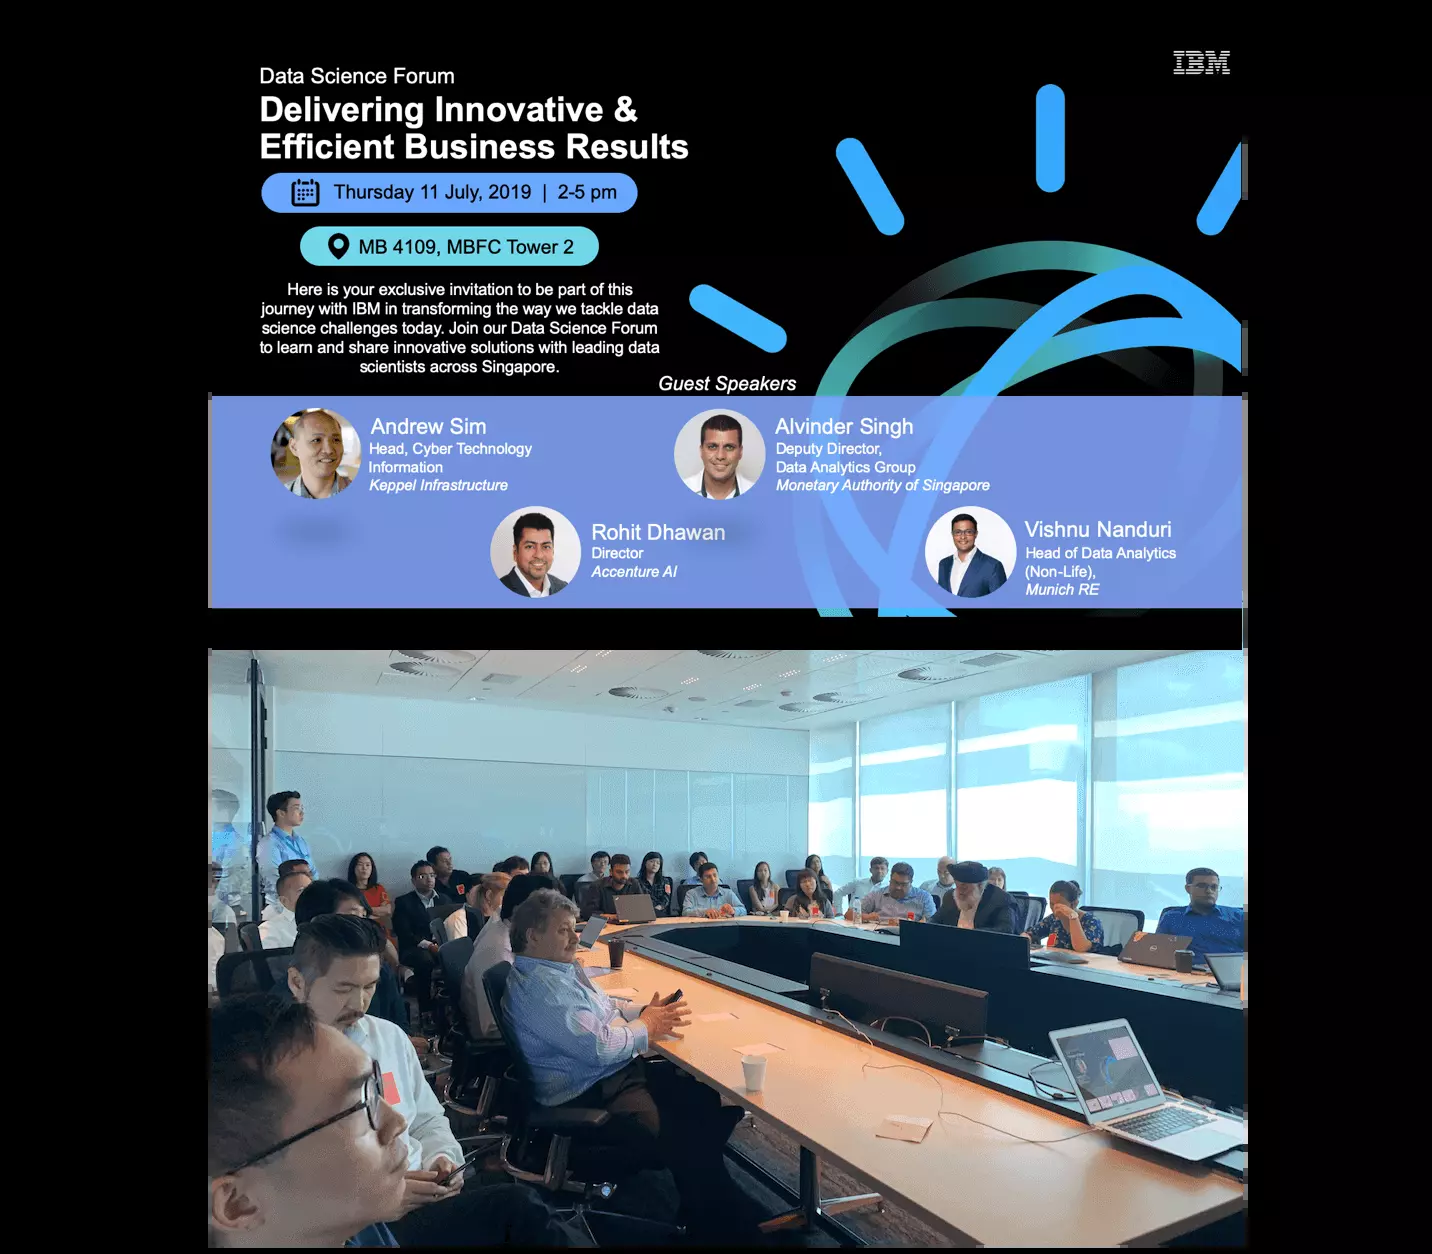 IBM
Data Science Forum
Delivering Innovative &
Efficient Business Results
Thursday 11 July, 2019 | 2-5 pm
MB 4109, MBFC Tower 2
Here is your exclusive invitation to be part of this
journey with IBM in transforming the way we tackle data
science challenges today. Join our Data Science Forum
to learn and share innovative solutions with leading data
scientists across Singapore.
Guest Speakers
Andrew Sim
Head, Cyber Technology
Information
Keppel Infrastructure
Alvinder Singh
Deputy Director,
Data Analytics Group
Monetary Authority of Singapore
Rohit Dhawan
Director
Accenture AI
Vishnu Nanduri
Head of Data Analytics
(Non-Life),
Munich RE